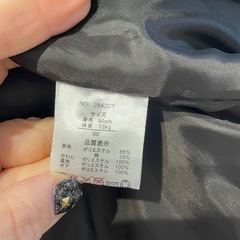 NO. 284201
サイズ
身長 90cm
体重 13kg
90
品質表示
ポリエステル 65%
綿 35%
ポリエステル 100%
ポリエステル 100%
ポリエステル 100%